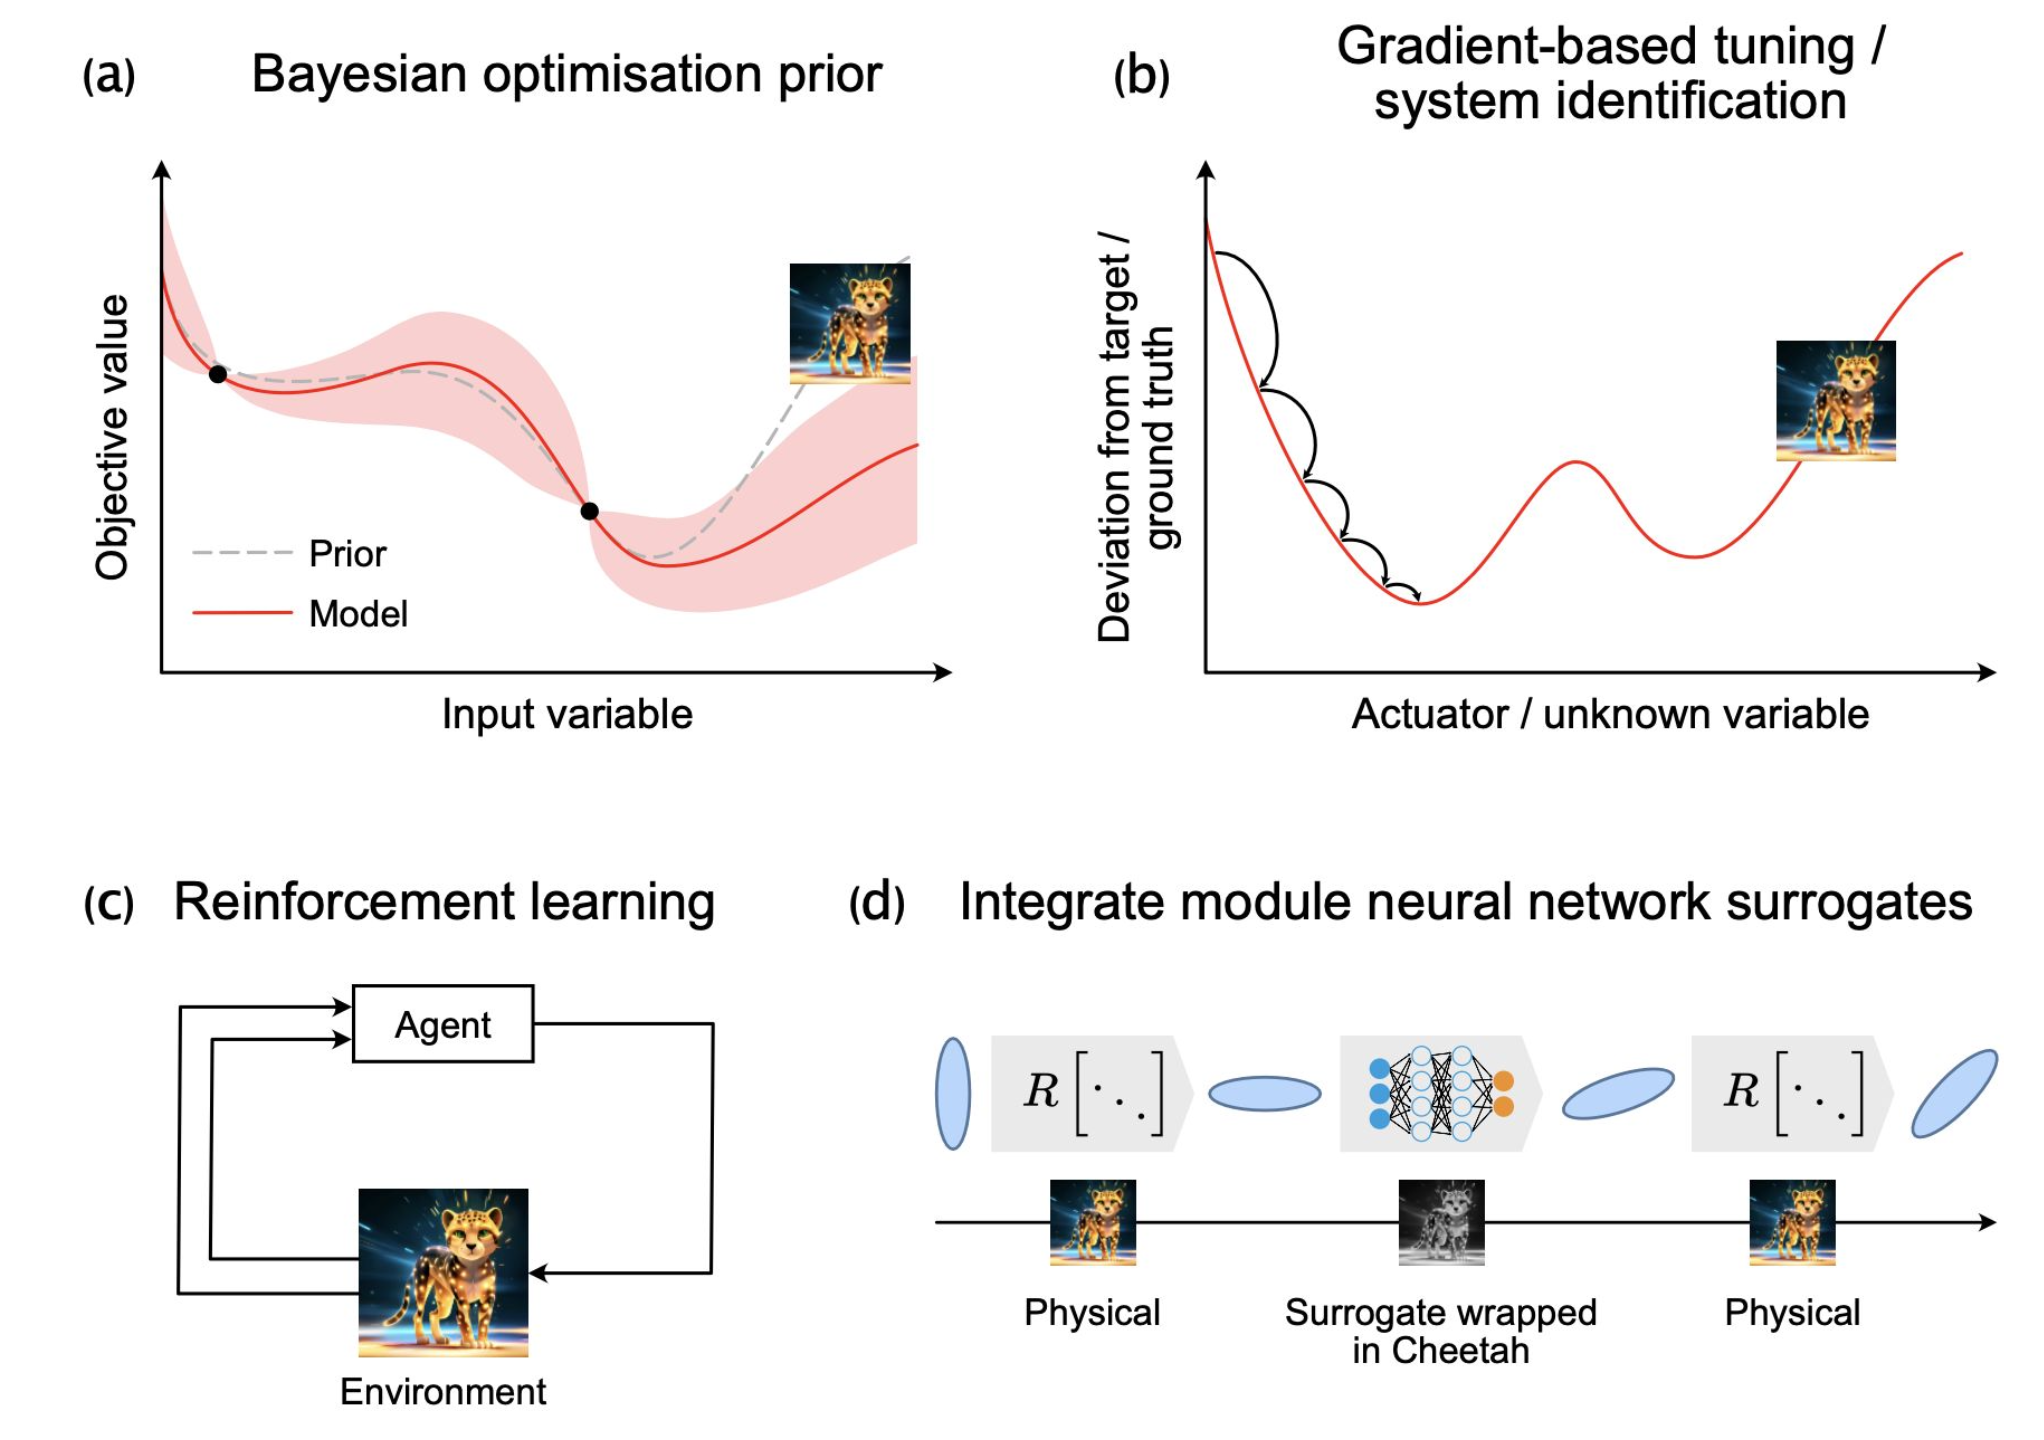 (a) Bayesian optimisation prior
Objective value
Prior
Model
Input variable
(b) Gradient-based tuning /
system identification
Deviation from target /
ground truth
Actuator / unknown variable
(c) Reinforcement learning
Agent
Environment
(d) Integrate module neural network surrogates
R [⋱] R [⋱]
Physical Surrogate wrapped Physical
in Cheetah